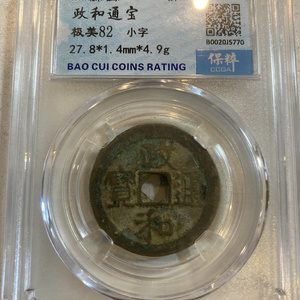 政和通宝
极美82 小字
27.8*1.4mm*4.9g
BAO CUI COINS RATING
B0020J5770
保粹
政
寳 通
和